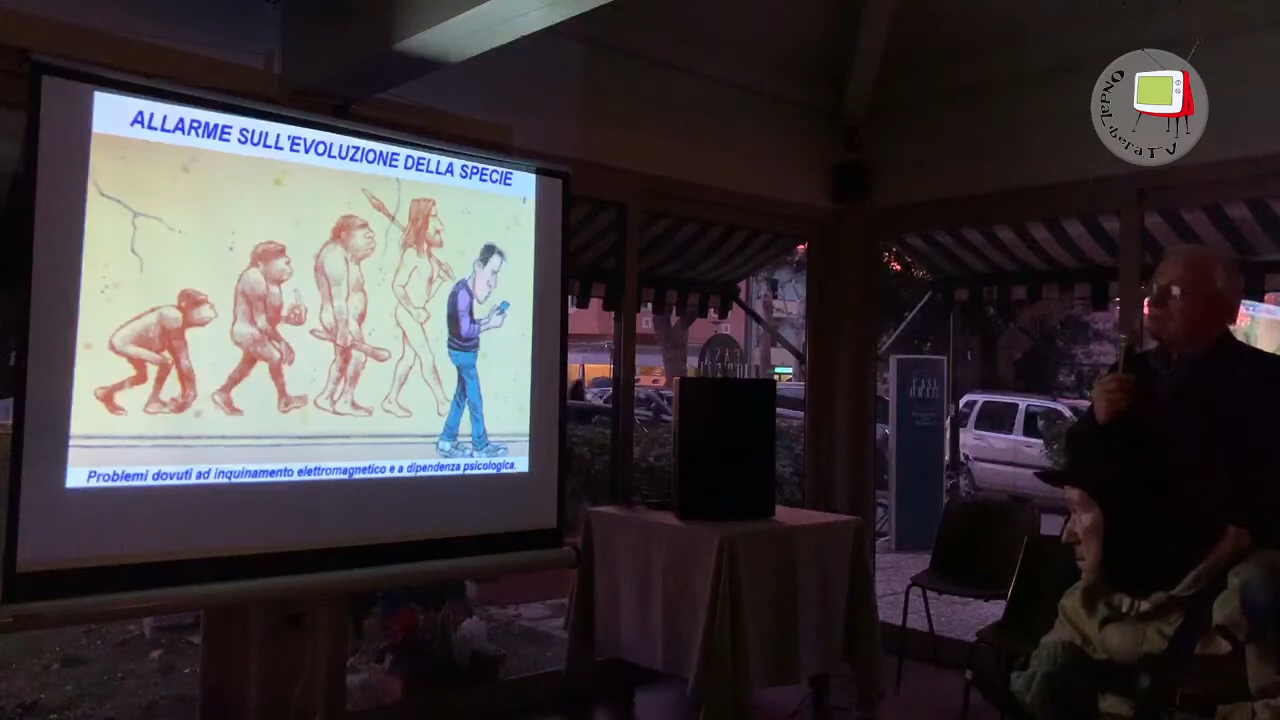 ALLARME SULL'EVOLUZIONE DELLA SPECIE
Problemi dovuti ad inquinamento elettromagnetico e a dipendenza psicologica.
OndaLiberaTV